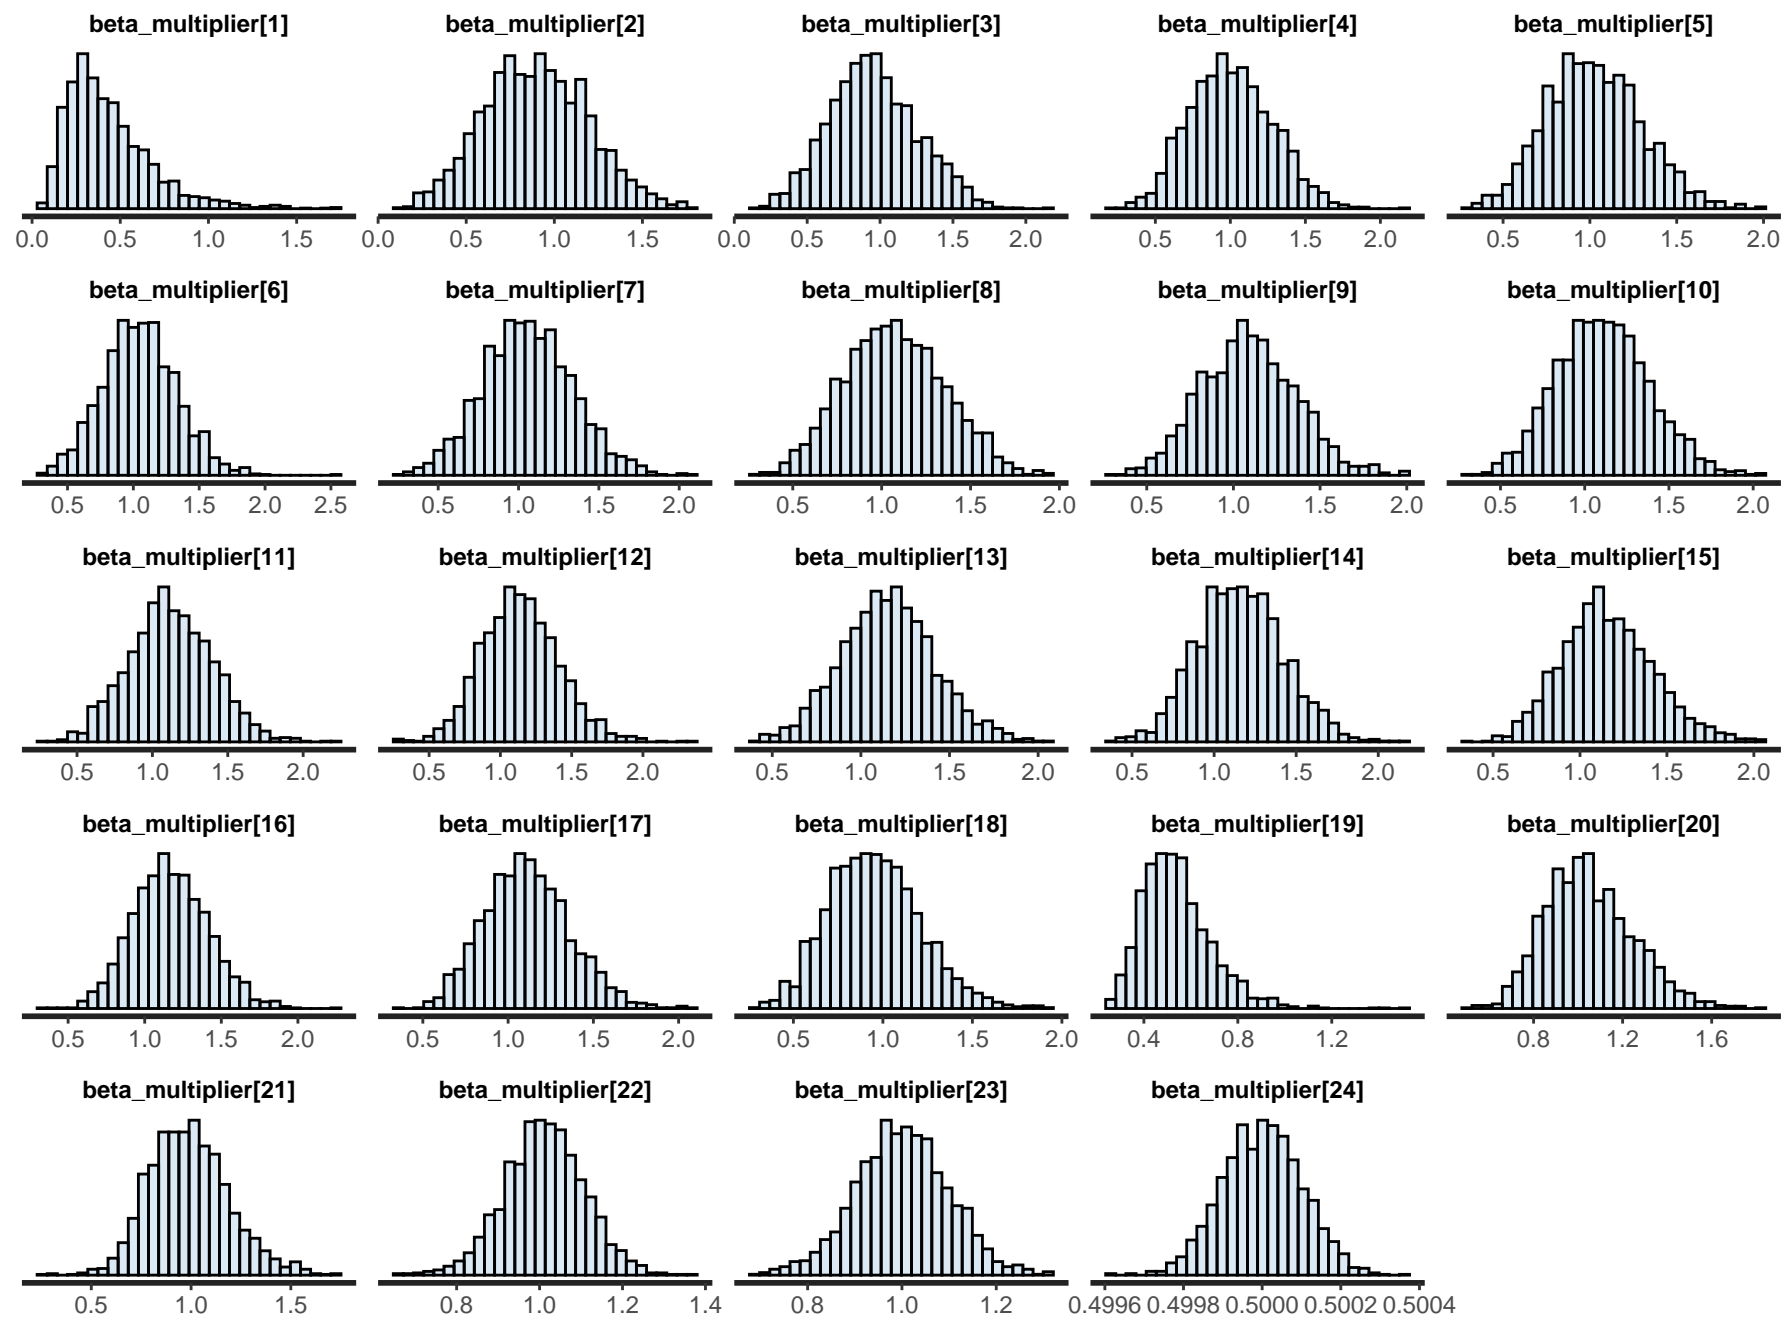 beta_multiplier[1] beta_multiplier[2] beta_multiplier[3] beta_multiplier[4] beta_multiplier[5]
0.0 0.5 1.0 1.5 0.0 0.5 1.0 1.5 0.0 0.5 1.0 1.5 2.0 0.5 1.0 1.5 2.0 0.5 1.0 1.5 2.0
beta_multiplier[6] beta_multiplier[7] beta_multiplier[8] beta_multiplier[9] beta_multiplier[10]
0.5 1.0 1.5 2.0 2.5 0.5 1.0 1.5 2.0 0.5 1.0 1.5 2.0 0.5 1.0 1.5 2.0 0.5 1.0 1.5 2.0
beta_multiplier[11] beta_multiplier[12] beta_multiplier[13] beta_multiplier[14] beta_multiplier[15]
0.5 1.0 1.5 2.0 0.5 1.0 1.5 2.0 0.5 1.0 1.5 2.0 0.5 1.0 1.5 2.0 0.5 1.0 1.5 2.0
beta_multiplier[16] beta_multiplier[17] beta_multiplier[18] beta_multiplier[19] beta_multiplier[20]
0.5 1.0 1.5 2.0 0.5 1.0 1.5 2.0 0.5 1.0 1.5 2.0 0.4 0.8 1.2 0.8 1.2 1.6
beta_multiplier[21] beta_multiplier[22] beta_multiplier[23] beta_multiplier[24]
0.5 1.0 1.5 0.8 1.0 1.2 1.4 0.8 1.0 1.2 0.4996 0.4998 0.5000 0.5002 0.5004